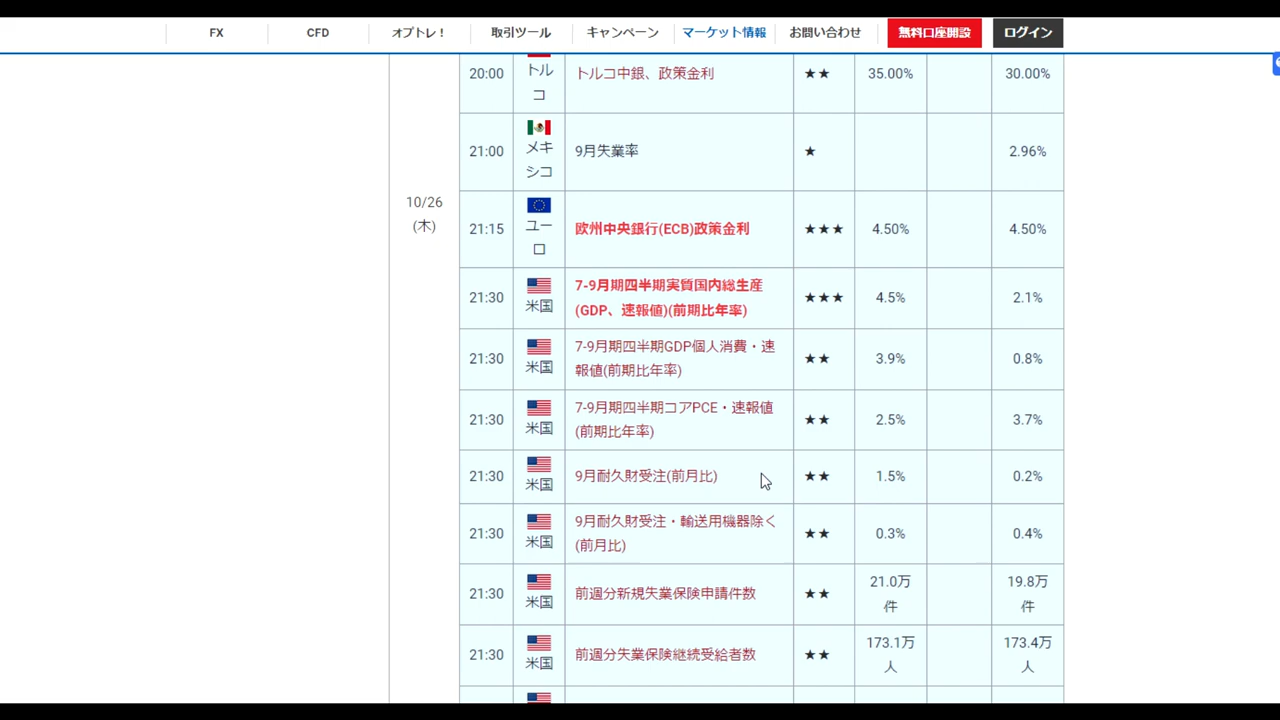 FX CFD オプトレ！ 取引ツール キャンペーン マーケット情報 お問い合わせ 無料口座開設 ログイン
10/26
(木)
20:00 トル
コ トルコ中銀、政策金利 ★★ 35.00% 30.00%
21:00 メキ
シコ 9月失業率 ★ 2.96%
21:15 ユー
ロ 欧州中央銀行(ECB)政策金利 ★★★ 4.50% 4.50%
21:30 米国 7-9月期四半期実質国内総生産
(GDP、速報値)(前期比年率) ★★★ 4.5% 2.1%
21:30 米国 7-9月期四半期GDP個人消費・速
報値(前期比年率) ★★ 3.9% 0.8%
21:30 米国 7-9月期四半期コアPCE・速報値
(前期比年率) ★★ 2.5% 3.7%
21:30 米国 9月耐久財受注(前月比) ★★ 1.5% 0.2%
21:30 米国 9月耐久財受注・輸送用機器除く
(前月比) ★★ 0.3% 0.4%
21:30 米国 前週分新規失業保険申請件数 ★★ 21.0万
件 19.8万
件
21:30 米国 前週分失業保険継続受給者数 ★★ 173.1万
人 173.4万
人